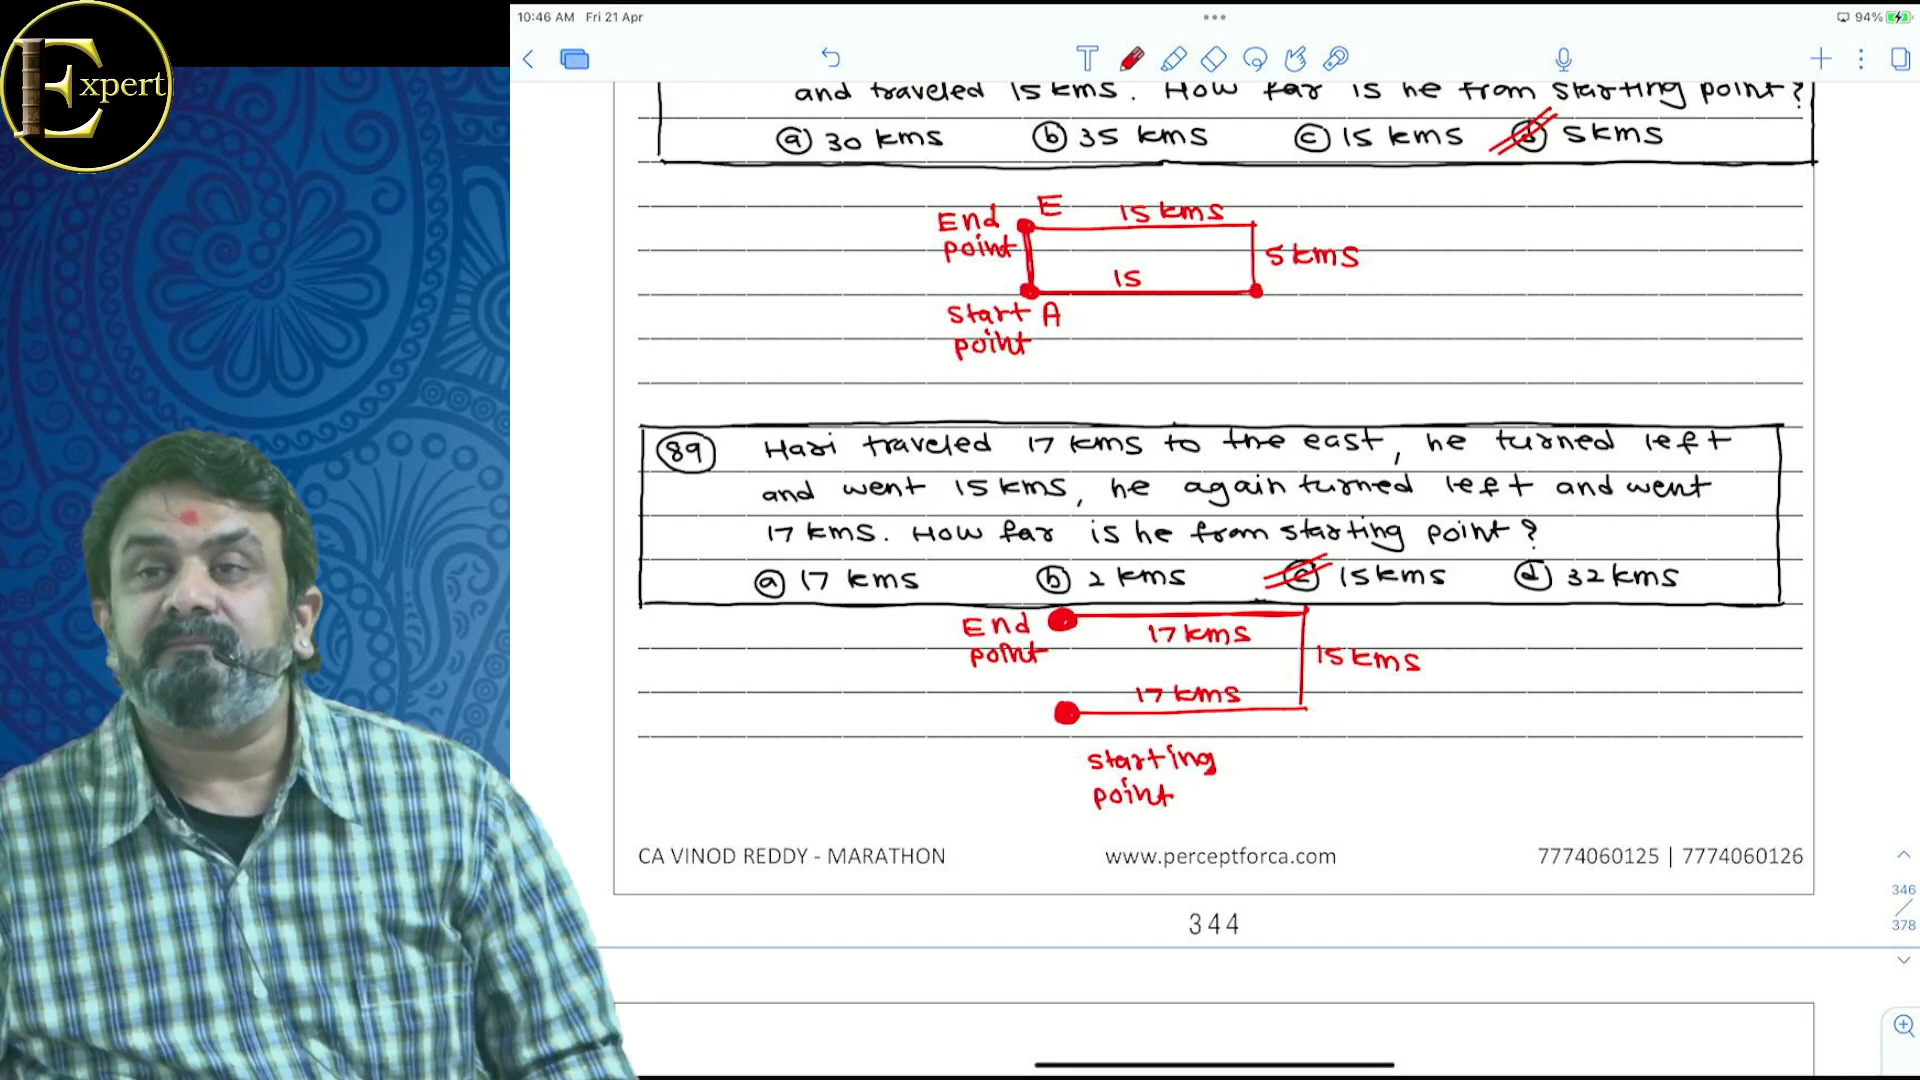 Expert
10:46 AM Fri 21 Apr
94%
and traveled 15 kms. How far is he from starting point?
(a) 30 kms (b) 35 kms (c) 15 kms (d) 5 kms
End point E 15 kms
5 kms
15
Start point A
(89) Hari traveled 17 kms to the east, he turned left
and went 15 kms, he again turned left and went
17 kms. How far is he from starting point?
(a) 17 kms (b) 2 kms (c) 15 kms (d) 32 kms
End point 17 kms
15 kms
17 kms
starting
point
CA VINOD REDDY - MARATHON www.perceptforca.com 7774060125 | 7774060126
344
346
378